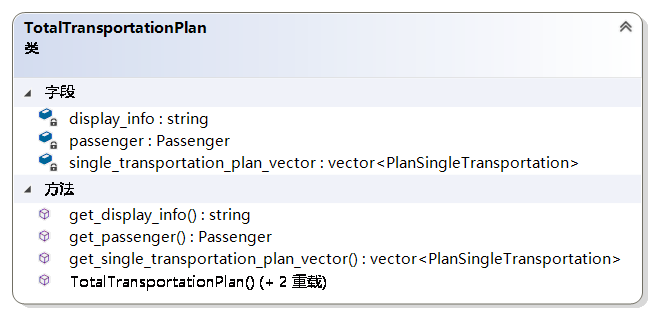 TotalTransportationPlan
类
字段
display_info : string
passenger : Passenger
single_transportation_plan_vector : vector<PlanSingleTransportation>
方法
get_display_info() : string
get_passenger() : Passenger
get_single_transportation_plan_vector() : vector<PlanSingleTransportation>
TotalTransportationPlan() (+ 2 重载)